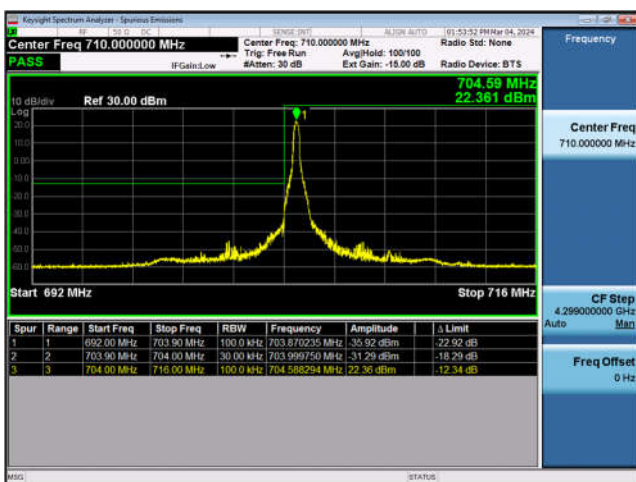 Keysight Spectrum Analyzer - Spurious Emissions
RF 50 Ω DC SENSE:INT ALIGN AUTO 01:53:52 PM Mar 04, 2024
Center Freq 710.000000 MHz Center Freq: 710.000000 MHz Radio Std: None Frequency
Trig: Free Run Avg|Hold: 100/100
PASS IFGain:Low #Atten: 30 dB Ext Gain: -15.00 dB Radio Device: BTS
704.59 MHz
22.361 dBm
10 dB/div Ref 30.00 dBm
Log
20.0
10.0
0.00
-10.0
-20.0
-30.0
-40.0
-50.0
-60.0
1
Start 692 MHz Stop 716 MHz
Center Freq
710.000000 MHz
CF Step
4.299000000 GHz
Auto Man
Freq Offset
0 Hz
Spur Range Start Freq Stop Freq RBW Frequency Amplitude Δ Limit
1 1 692.00 MHz 703.90 MHz 100.0 kHz 703.870235 MHz -35.92 dBm -22.92 dB
2 2 703.90 MHz 704.00 MHz 30.00 kHz 703.999750 MHz -31.29 dBm -18.29 dB
3 3 704.00 MHz 716.00 MHz 100.0 kHz 704.588294 MHz 22.36 dBm -12.34 dB
MSG STATUS